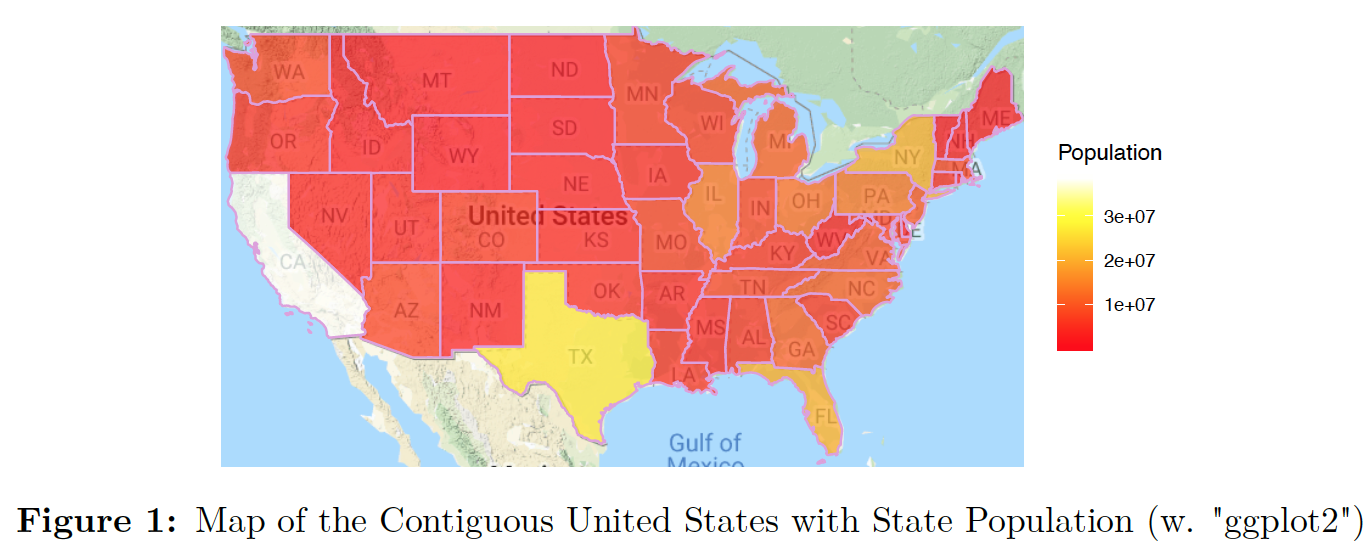 WA
MT
ND
MN
OR
ID
SD
WI
MI
ME
NH
WY
NY
MA
IA
NE
IL
IN
OH
PA
NV
UT
United States
CO
KS
MO
KY
WV
VA
CA
AZ
NM
OK
AR
TN
NC
MS
AL
GA
SC
TX
LA
FL
Gulf of
Mexico
Population
3e+07
2e+07
1e+07
Figure 1: Map of the Contiguous United States with State Population (w. "ggplot2")